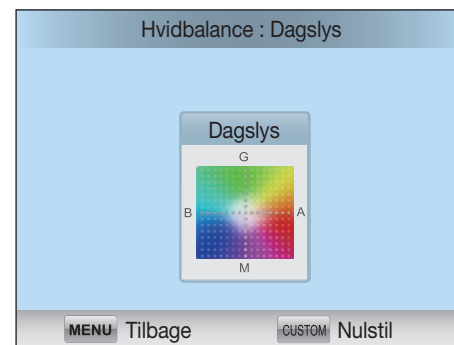 Hvidbalance : Dagslys
Dagslys
G
B A
M
MENU Tilbage CUSTOM Nulstil